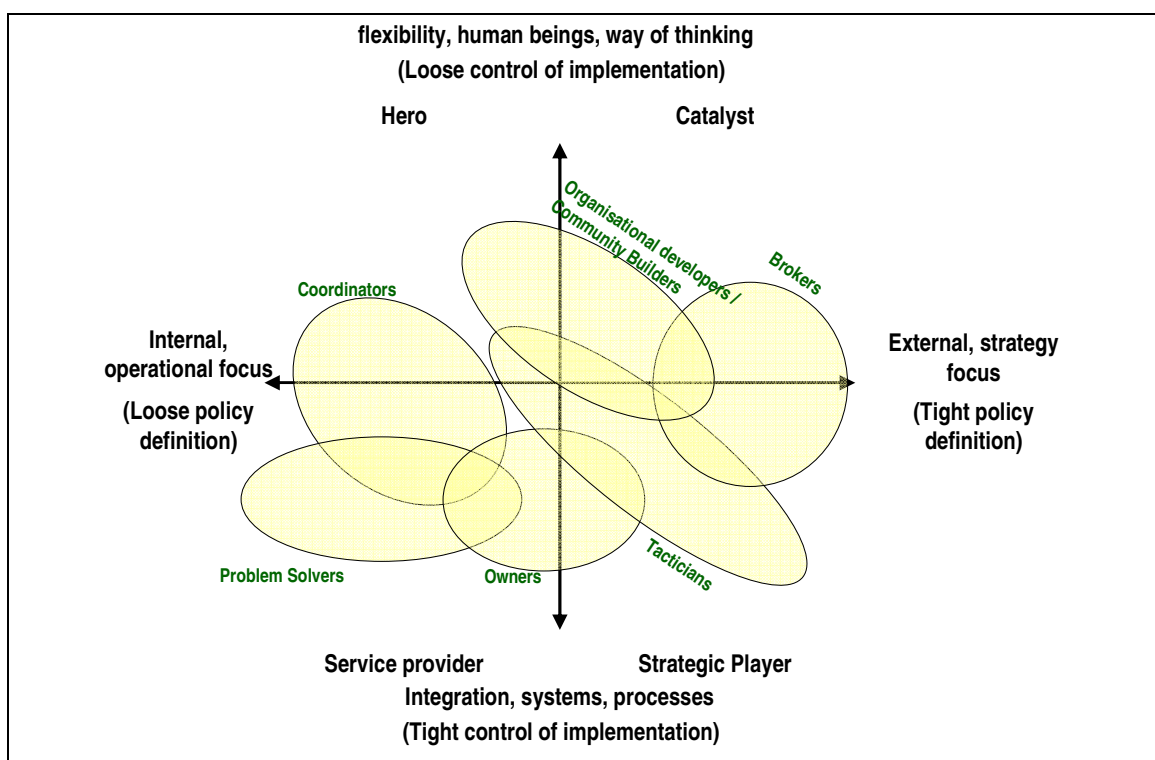 flexibility, human beings, way of thinking
(Loose control of implementation)
Hero
Catalyst
Organisational developers /
Community Builders
Brokers
Coordinators
Internal,
operational focus
(Loose policy
definition)
External, strategy
focus
(Tight policy
definition)
Problem Solvers
Owners
Tacticians
Service provider
Strategic Player
Integration, systems, processes
(Tight control of implementation)